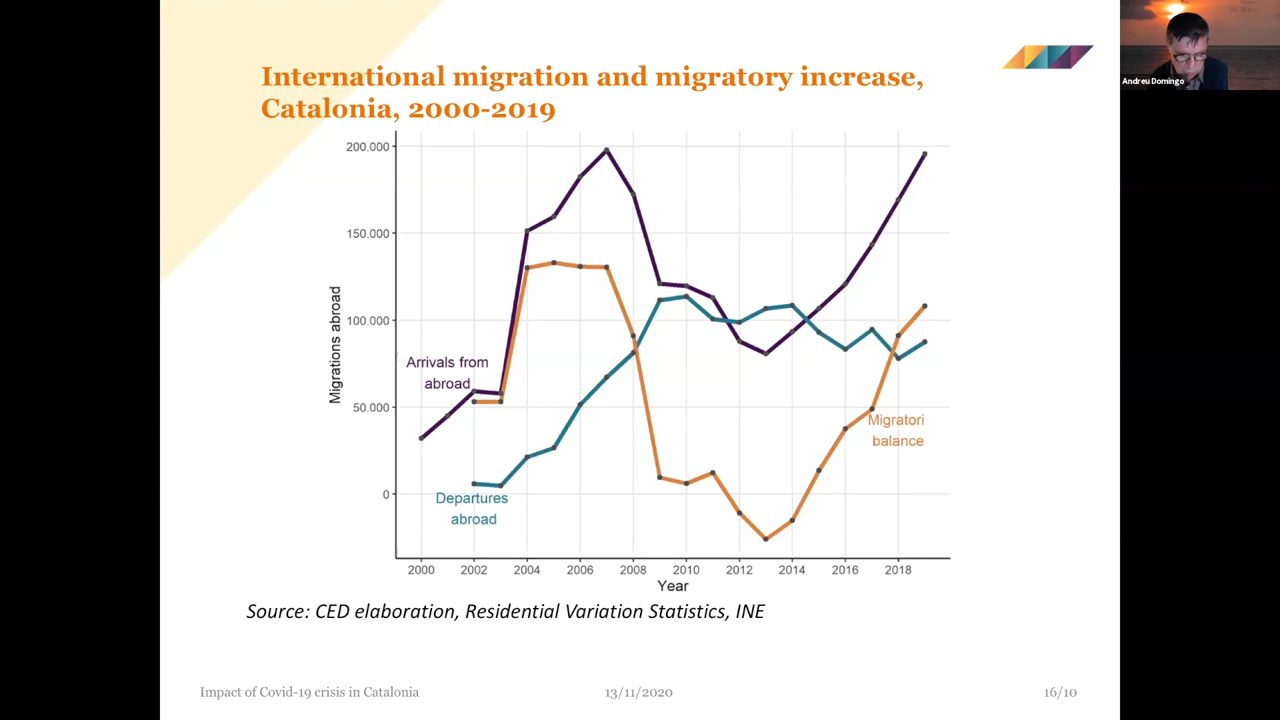 International migration and migratory increase,
Catalonia, 2000-2019
Andreu Domingo
200.000
150.000
100.000
50.000
0
Migrations abroad
Arrivals from
abroad
Departures
abroad
Migratori
balance
2000 2002 2004 2006 2008 2010 2012 2014 2016 2018
Year
Source: CED elaboration, Residential Variation Statistics, INE
Impact of Covid-19 crisis in Catalonia 13/11/2020 16/10